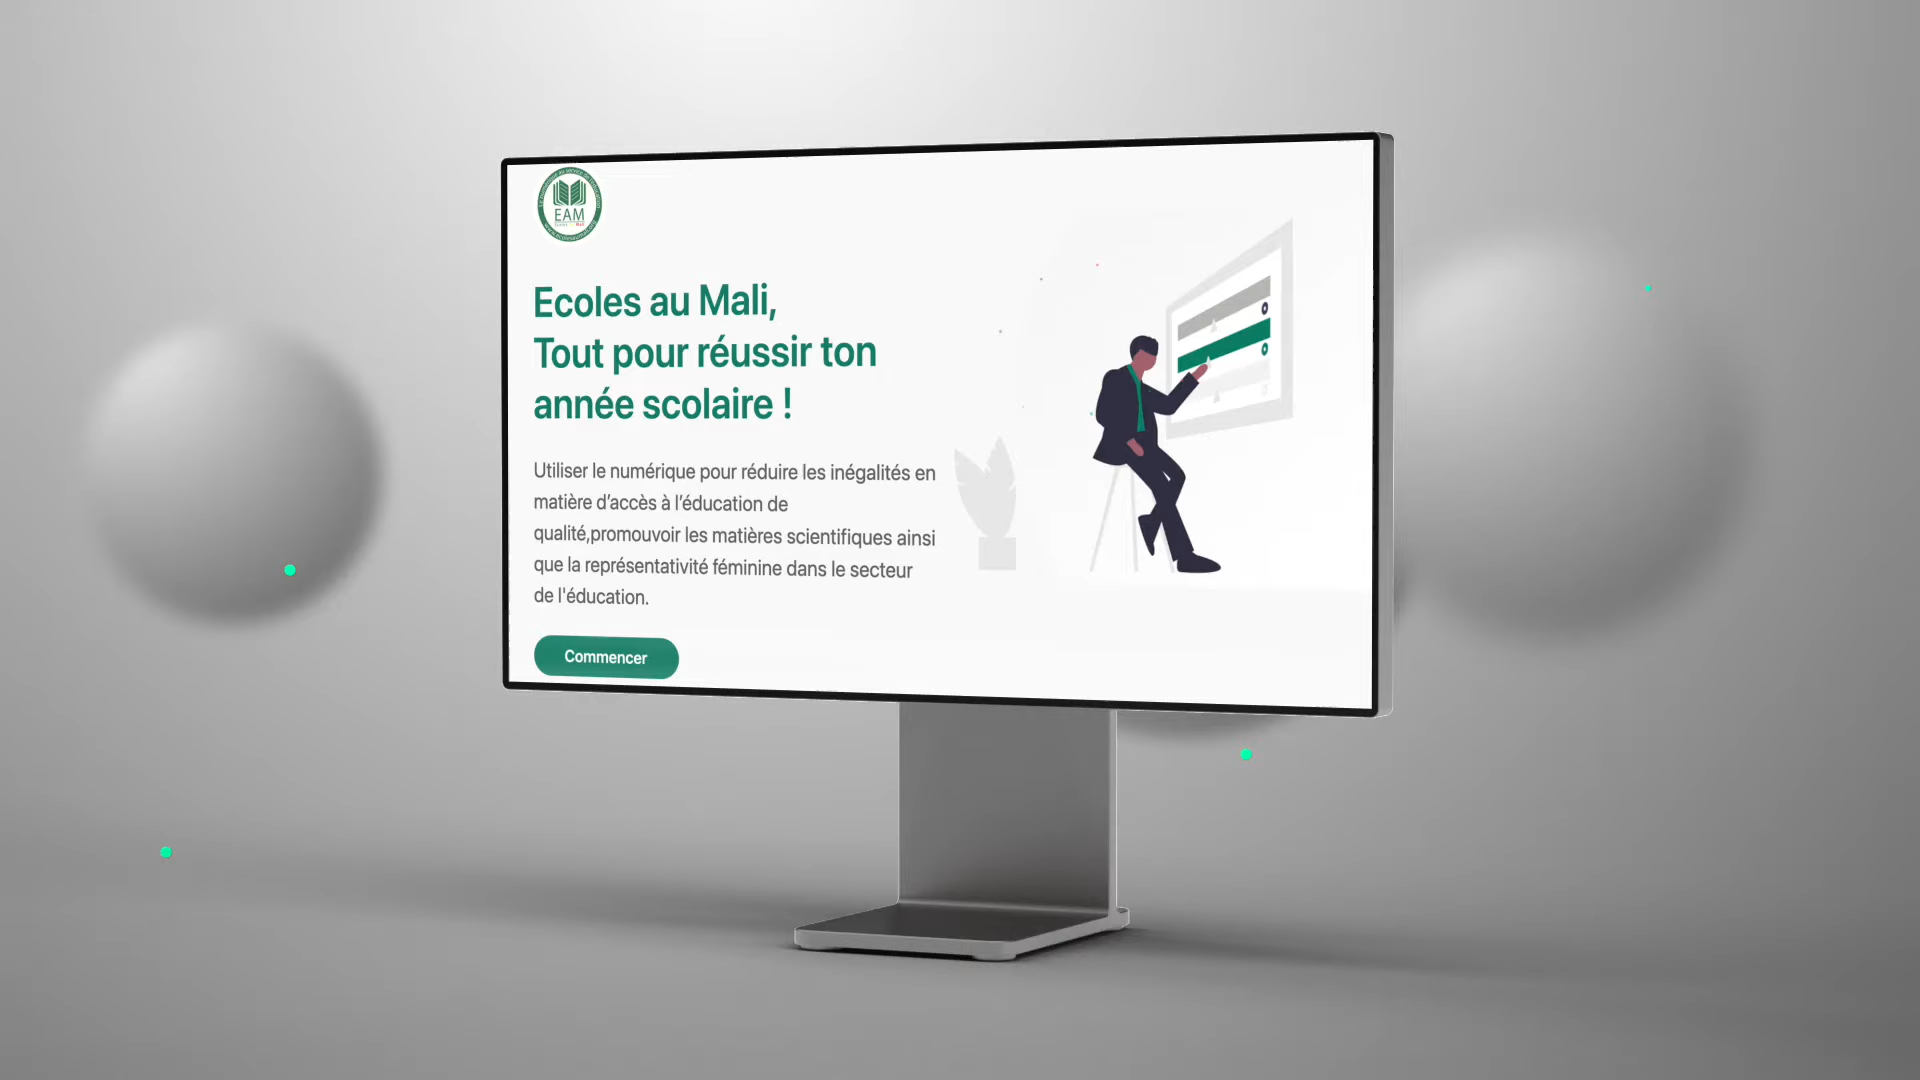 EAM
Ecoles au Mali,
Tout pour réussir ton
année scolaire !
Utiliser le numérique pour réduire les inégalités en
matière d’accès à l’éducation de
qualité,promouvoir les matières scientifiques ainsi
que la représentativité féminine dans le secteur
de l'éducation.
Commencer